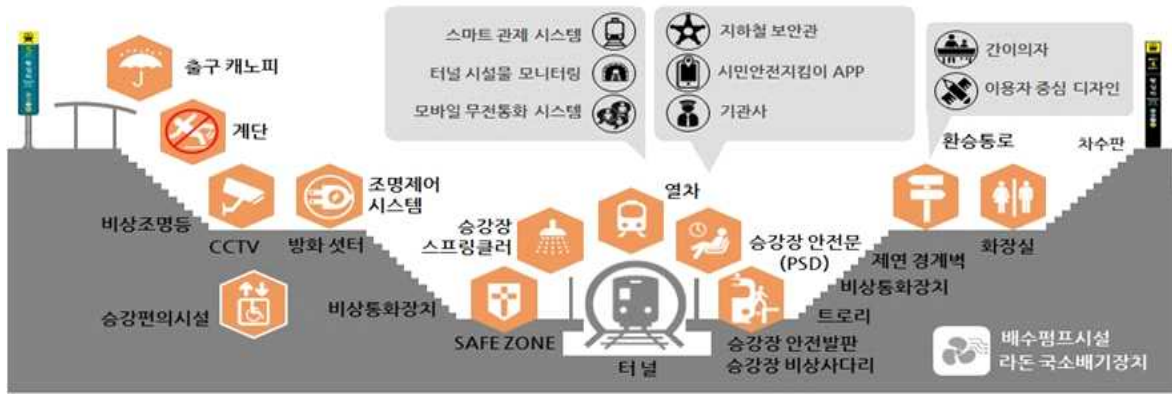 스마트 관제 시스템
터널 시설물 모니터링
모바일 무전통화 시스템
지하철 보안관
시민안전지킴이 APP
기관사
간이의자
이용자 중심 디자인
출구 캐노피
계단
환승통로
차수판
비상조명등
CCTV
방화 셧터
조명제어
시스템
승강장
스프링클러
열차
승강장 안전문
(PSD)
제연 경계벽
화장실
비상통화장치
승강편의시설
비상통화장치
트로리
SAFE ZONE
터 널
승강장 안전발판
승강장 비상사다리
배수펌프시설
라돈 국소배기장치